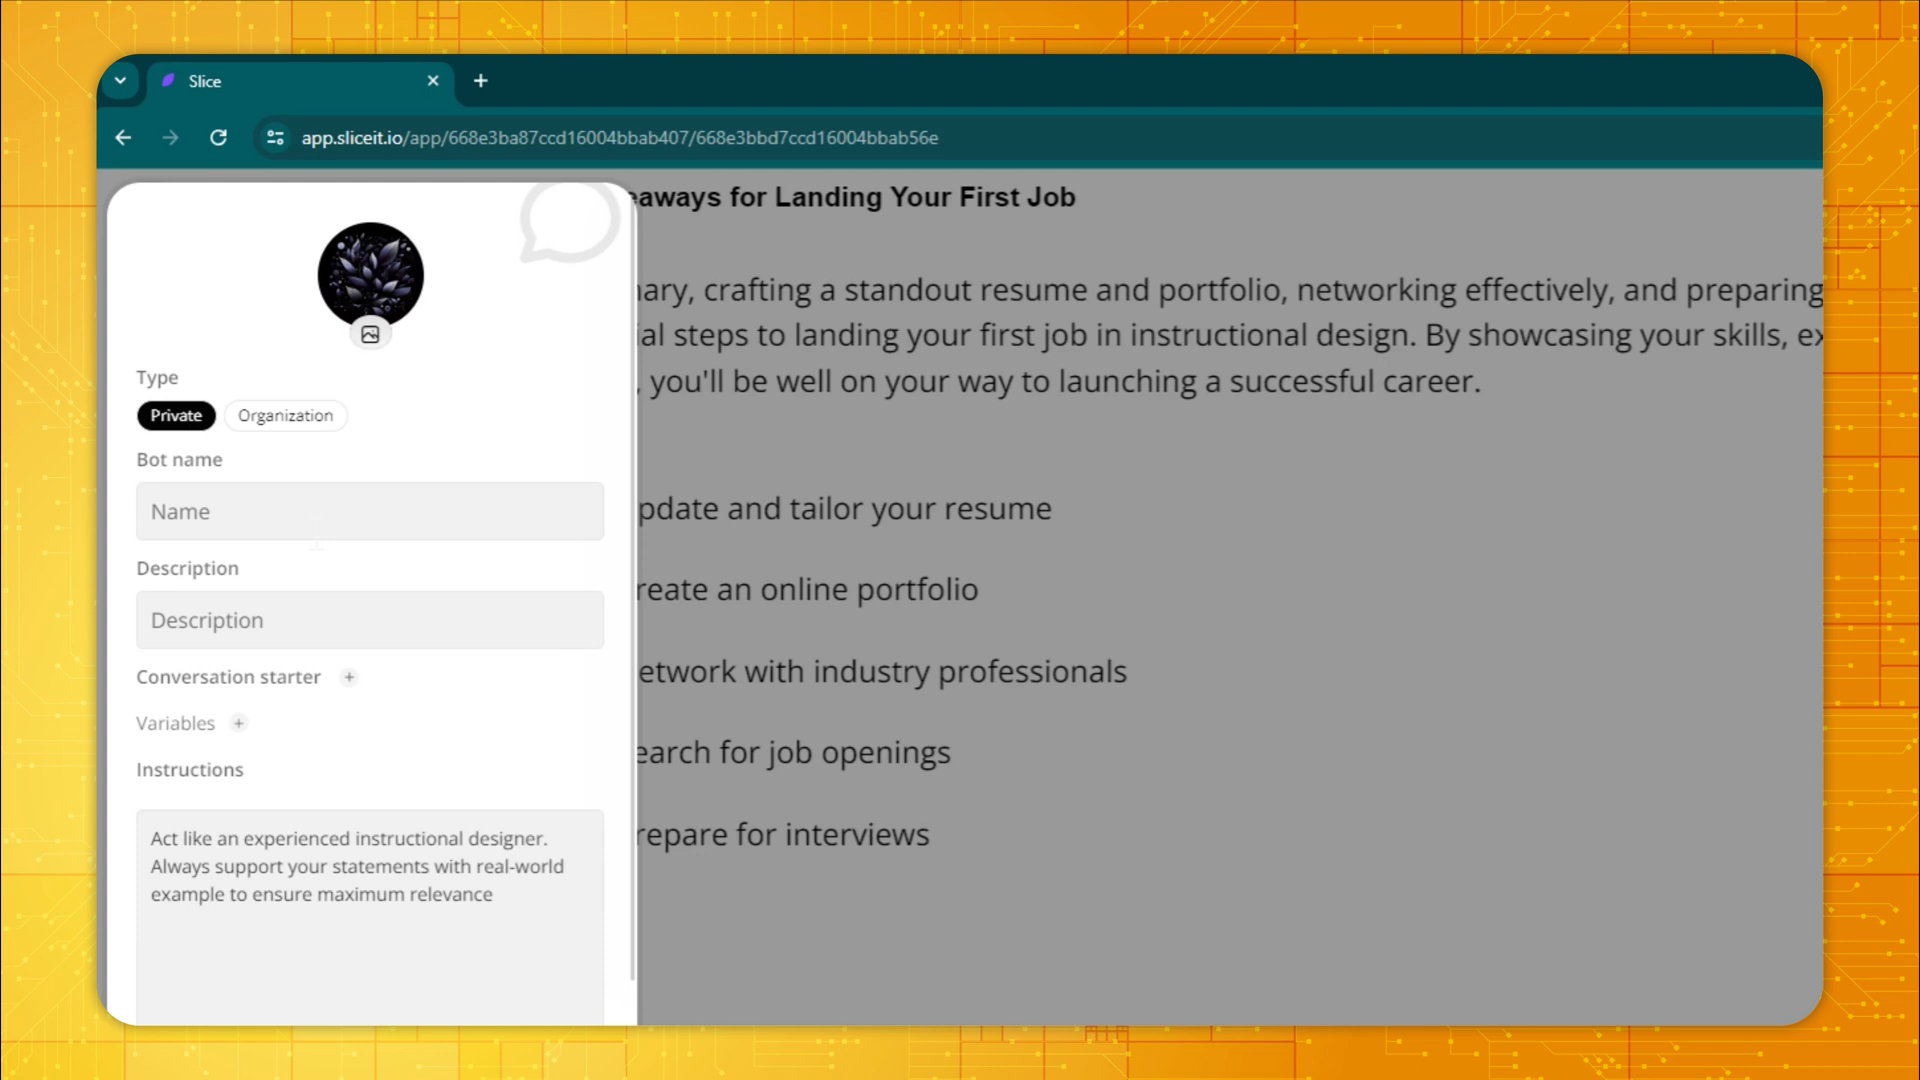 Slice
app.sliceit.io/app/668e3ba87ccd16004bbab407/668e3bbd7ccd16004bbab56e
eaways for Landing Your First Job
ary, crafting a standout resume and portfolio, networking effectively, and preparing
ial steps to landing your first job in instructional design. By showcasing your skills, ex
, you'll be well on your way to launching a successful career.
pdate and tailor your resume
reate an online portfolio
etwork with industry professionals
earch for job openings
repare for interviews
Type
Private Organization
Bot name
Name
Description
Description
Conversation starter +
Variables +
Instructions
Act like an experienced instructional designer.
Always support your statements with real-world
example to ensure maximum relevance